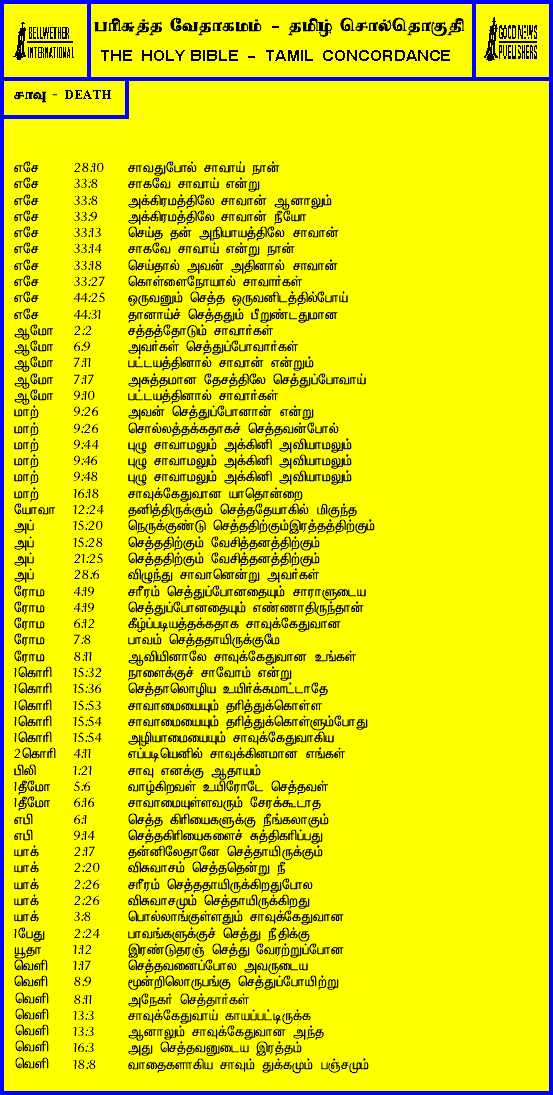 BELLWETHER
INTERNATIONAL
பரிசுத்த வேதாகமம் - தமிழ் சொல்தொகுதி
THE HOLY BIBLE - TAMIL CONCORDANCE
GOOD NEWS
PUBLISHERS
சாவு - DEATH
எசே 28:10 சாவதுபோல் சாவாய் நான்
எசே 33:8 சாகவே சாவாய் என்று
எசே 33:8 அக்கிரமத்திலே சாவான் ஆனாலும்
எசே 33:9 அக்கிரமத்திலே சாவான் நீயோ
எசே 33:13 செய்த தன் அநியாயத்திலே சாவான்
எசே 33:14 சாகவே சாவாய் என்று நான்
எசே 33:18 செய்தால் அவன் அதினால் சாவான்
எசே 33:27 கொள்ளைநோயால் சாவார்கள்
எசே 44:25 ஒருவனும் செத்த ஒருவனிடத்தில்போய்
எசே 44:31 தானாய்ச் செத்ததும் பீறுண்டதுமான
ஆமோ 2:2 சத்தத்தோடும் சாவார்கள்
ஆமோ 6:9 அவர்கள் செத்துப்போவார்கள்
ஆமோ 7:11 பட்டயத்தினால் சாவான் என்றும்
ஆமோ 7:17 அசுத்தமான தேசத்திலே செத்துப்போவாய்
ஆமோ 9:10 பட்டயத்தினால் சாவார்கள்
மாற் 9:26 அவன் செத்துப்போனான் என்று
மாற் 9:26 சொல்லத்தக்கதாகச் செத்தவன்போல்
மாற் 9:44 புழு சாவாமலும் அக்கினி அவியாமலும்
மாற் 9:46 புழு சாவாமலும் அக்கினி அவியாமலும்
மாற் 9:48 புழு சாவாமலும் அக்கினி அவியாமலும்
மாற் 16:18 சாவுக்கேதுவான யாதொன்றை
யோவா 12:24 தனித்திருக்கும் செத்ததேயாகில் மிகுந்த
அப் 15:20 நெருக்குண்டு செத்ததிற்கும்இரத்தத்திற்கும்
அப் 15:28 செத்ததிற்கும் வேசித்தனத்திற்கும்
அப் 21:25 செத்ததிற்கும் வேசித்தனத்திற்கும்
அப் 28:6 விழுந்து சாவானென்று அவர்கள்
ரோம 4:19 சரீரம் செத்துப்போனதையும் சாராளுடைய
ரோம 4:19 செத்துப்போனதையும் எண்ணாதிருந்தான்
ரோம 6:12 கீழ்ப்படியத்தக்கதாக சாவுக்கேதுவான
ரோம 7:8 பாவம் செத்ததாயிருக்குமே
ரோம 8:11 ஆவியினாலே சாவுக்கேதுவான உங்கள்
1கொரி 15:32 நாளைக்குச் சாவோம் என்று
1கொரி 15:36 செத்தாலொழிய உயிர்க்கமாட்டாதே
1கொரி 15:53 சாவாமையையும் தரித்துக்கொள்ள
1கொரி 15:54 சாவாமையையும் தரித்துக்கொள்ளும்போது
1கொரி 15:54 அழியாமையையும் சாவுக்கேதுவாகிய
2கொரி 4:11 எப்படியெனில் சாவுக்கினமான எங்கள்
பிலி 1:21 சாவு எனக்கு ஆதாயம்
1தீமோ 5:6 வாழ்கிறவள் உயிரோடே செத்தவள்
1தீமோ 6:16 சாவாமையுள்ளவரும் சேரக்கூடாத
எபி 6:1 செத்த கிரியைகளுக்கு நீங்கலாகும்
எபி 9:14 செத்தகிரியைகளைச் சுத்திகரிப்பது
யாக் 2:17 தன்னிலேதானே செத்தாயிருக்கும்
யாக் 2:20 விசுவாசம் செத்ததென்று நீ
யாக் 2:26 சரீரம் செத்ததாயிருக்கிறதுபோல
யாக் 2:26 விசுவாசமும் செத்தாயிருக்கிறது
யாக் 3:8 பொல்லாங்குள்ளதும் சாவுக்கேதுவான
1பேது 2:24 பாவங்களுக்குச் செத்து நீதிக்கு
யூதா 1:12 இரண்டுதரஞ் செத்து வேரற்றுப்போன
வெளி 1:17 செத்தவனைப்போல அவருடைய
வெளி 8:9 மூன்றிலொருபங்கு செத்துப்போயிற்று
வெளி 8:11 அநேகர் செத்தார்கள்
வெளி 13:3 சாவுக்கேதுவாய் காயப்பட்டிருக்க
வெளி 13:3 ஆனாலும் சாவுக்கேதுவான அந்த
வெளி 16:3 அது செத்தவனுடைய இரத்தம்
வெளி 18:8 வாதைகளாகிய சாவும் துக்கமும் பஞ்சமும்